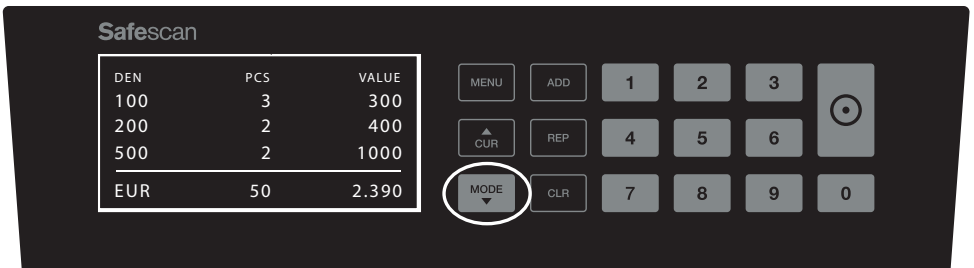 Safescan
DEN PCS VALUE
100 3 300
200 2 400
500 2 1000
EUR 50 2.390
MENU ADD 1 2 3
CUR REP 4 5 6
MODE CLR 7 8 9 0